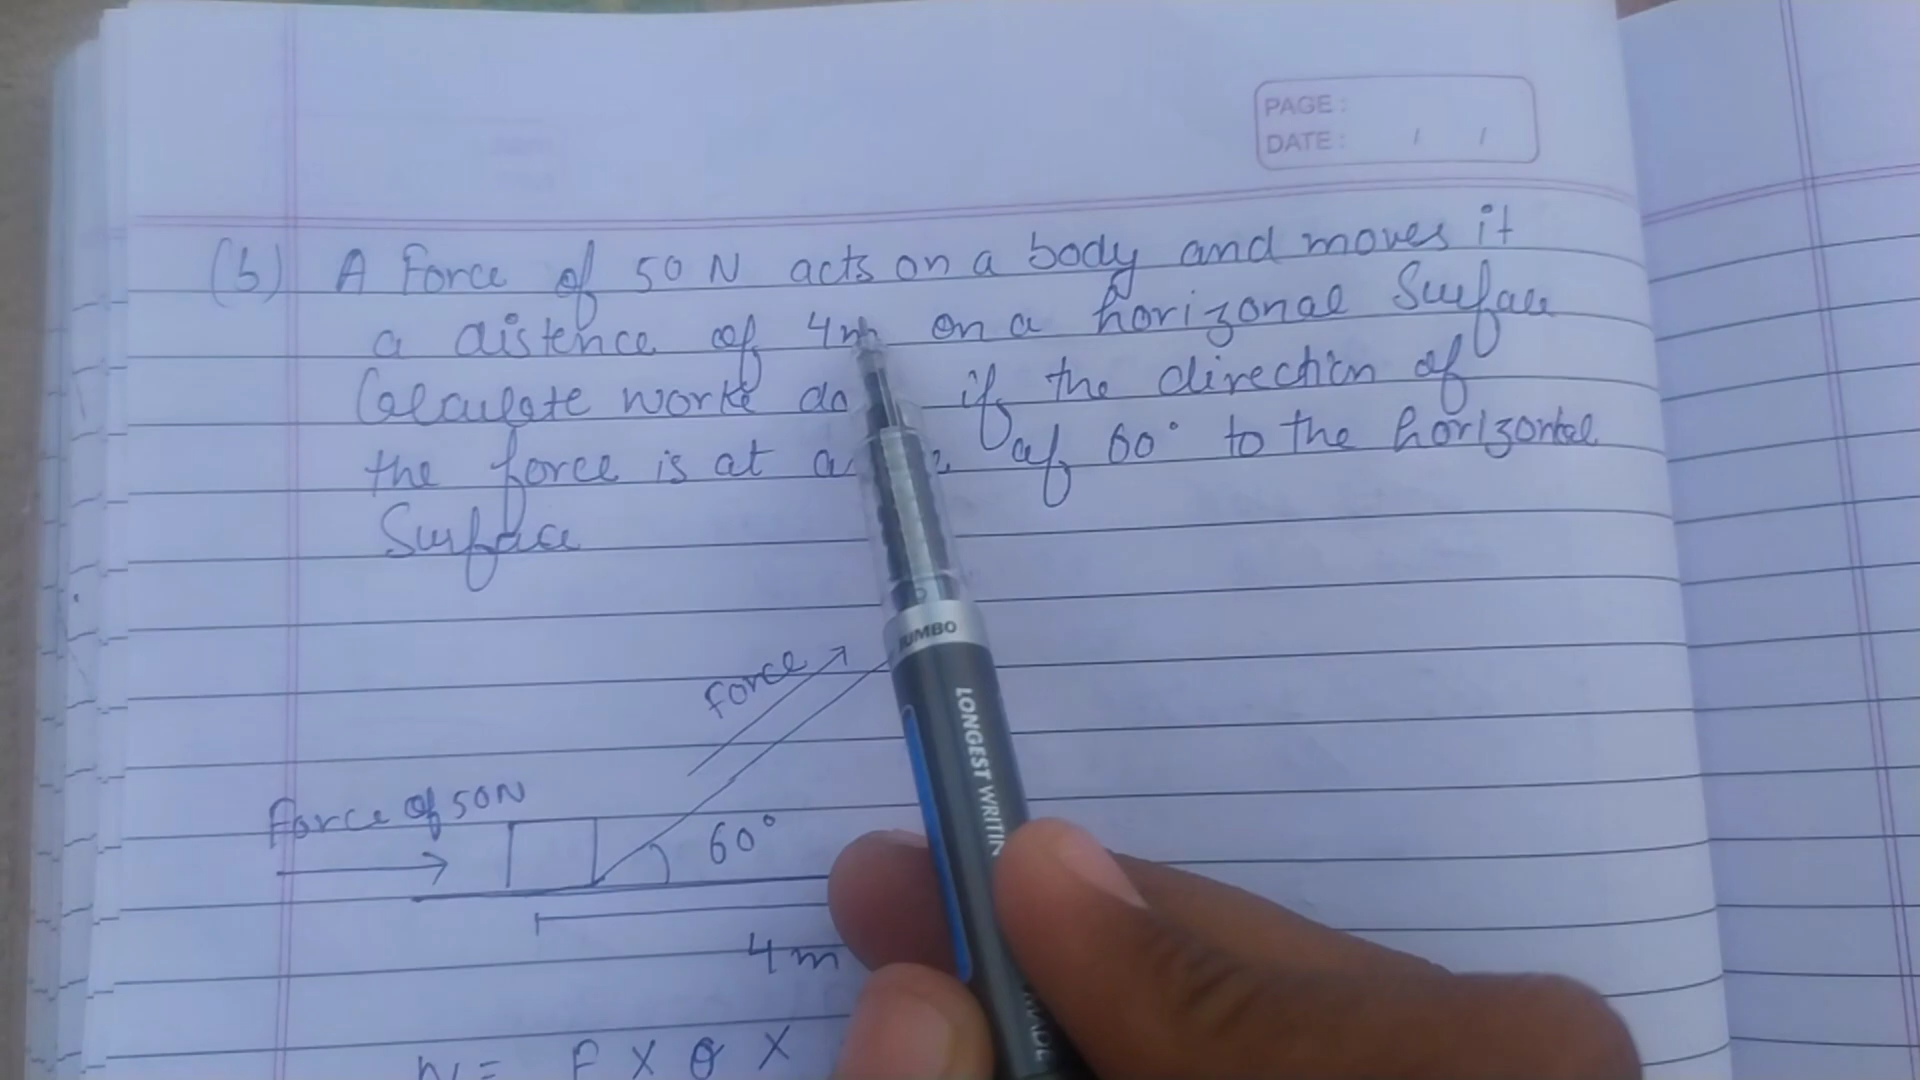 PAGE :
DATE : / /
(b) A Force of 50 N acts on a body and moves it
a distence of 4m on a horizonal Surface
Calculate work do if the direction of
the force is at a of 60° to the horizontal
Surface
JUMBO
LONGEST WRITIN
Force
Force of 50N
60°
4m
W = F X X